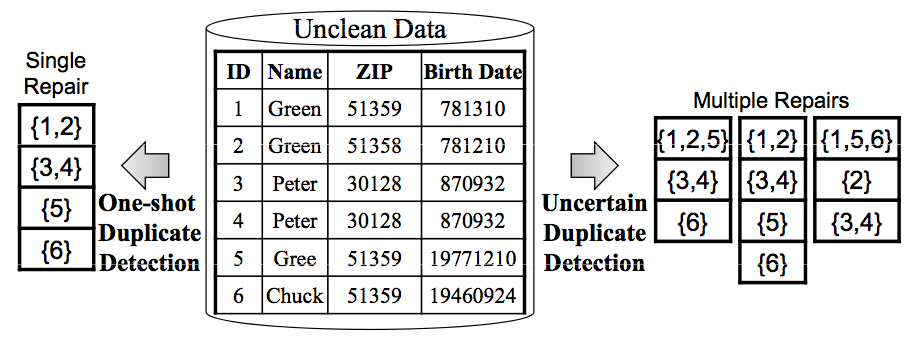 Single
Repair
{1,2}
{3,4}
{5}
{6}
One-shot
Duplicate
Detection
Unclean Data
ID Name ZIP Birth Date
1 Green 51359 781310
2 Green 51358 781210
3 Peter 30128 870932
4 Peter 30128 870932
5 Gree 51359 19771210
6 Chuck 51359 19460924
Uncertain
Duplicate
Detection
Multiple Repairs
{1,2,5} {1,2} {1,5,6}
{3,4} {3,4} {2}
{6} {5} {3,4}
{6}